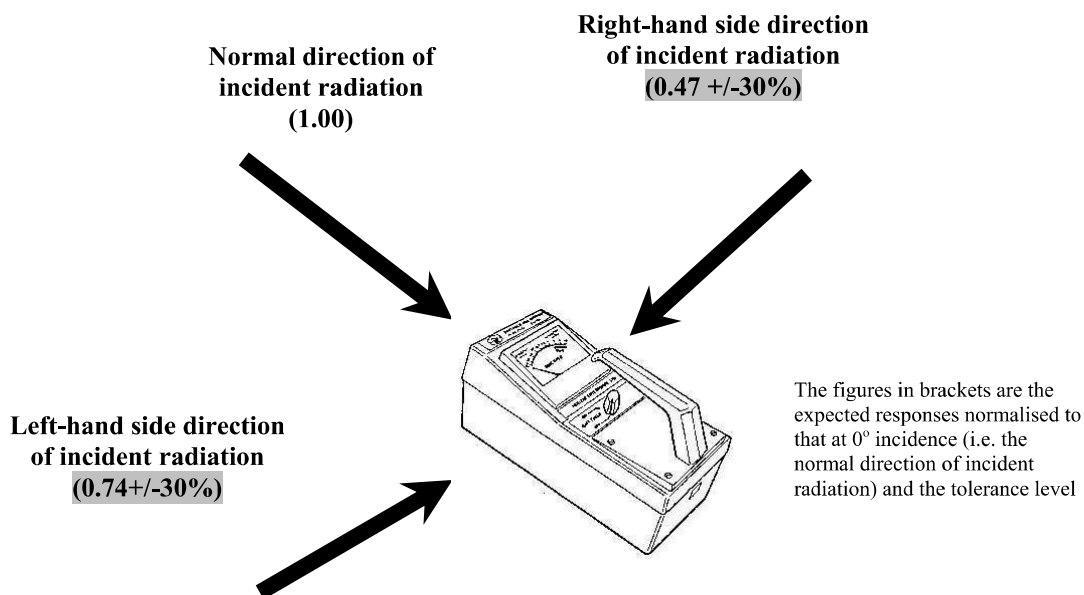 Normal direction of
incident radiation
(1.00)
Right-hand side direction
of incident radiation
(0.47 +/-30%)
Left-hand side direction
of incident radiation
(0.74+/-30%)
The figures in brackets are the
expected responses normalised to
that at 0° incidence (i.e. the
normal direction of incident
radiation) and the tolerance level